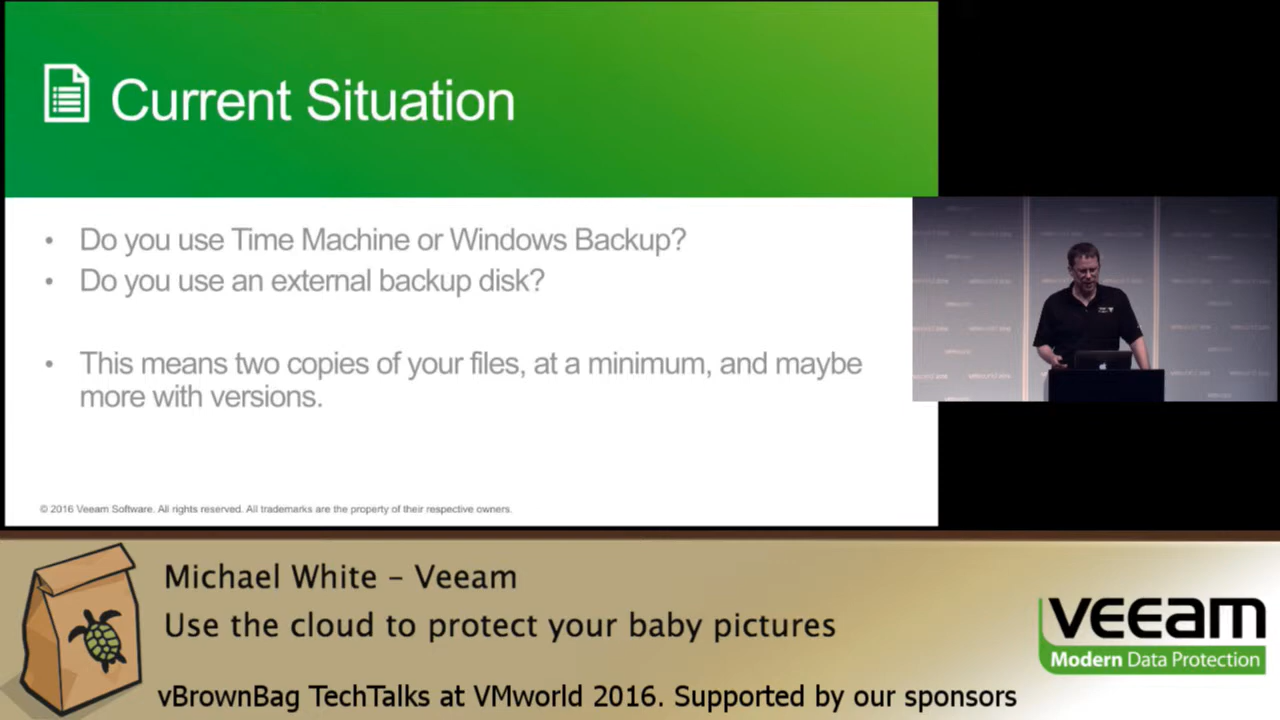 Current Situation
• Do you use Time Machine or Windows Backup?
• Do you use an external backup disk?
• This means two copies of your files, at a minimum, and maybe
more with versions.
© 2016 Veeam Software. All rights reserved. All trademarks are the property of their respective owners.
Michael White – Veeam
Use the cloud to protect your baby pictures
vBrownBag TechTalks at VMworld 2016. Supported by our sponsors
veeam
Modern Data Protection